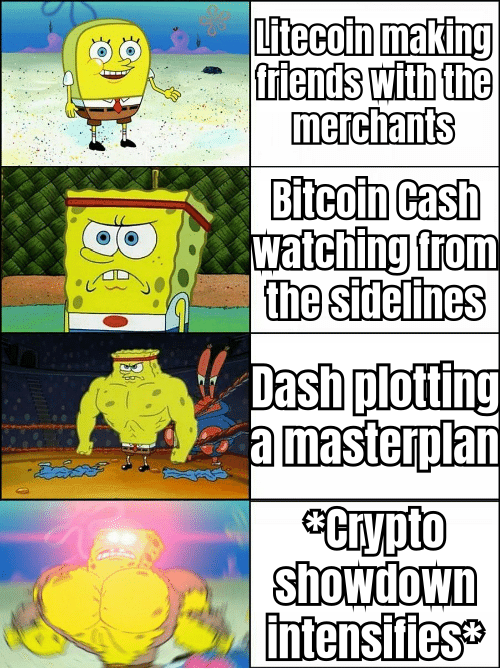 Litecoin making
friends with the
merchants
Bitcoin Cash
watching from
the sidelines
Dash plotting
a masterplan
*Crypto
showdown
intensifies*